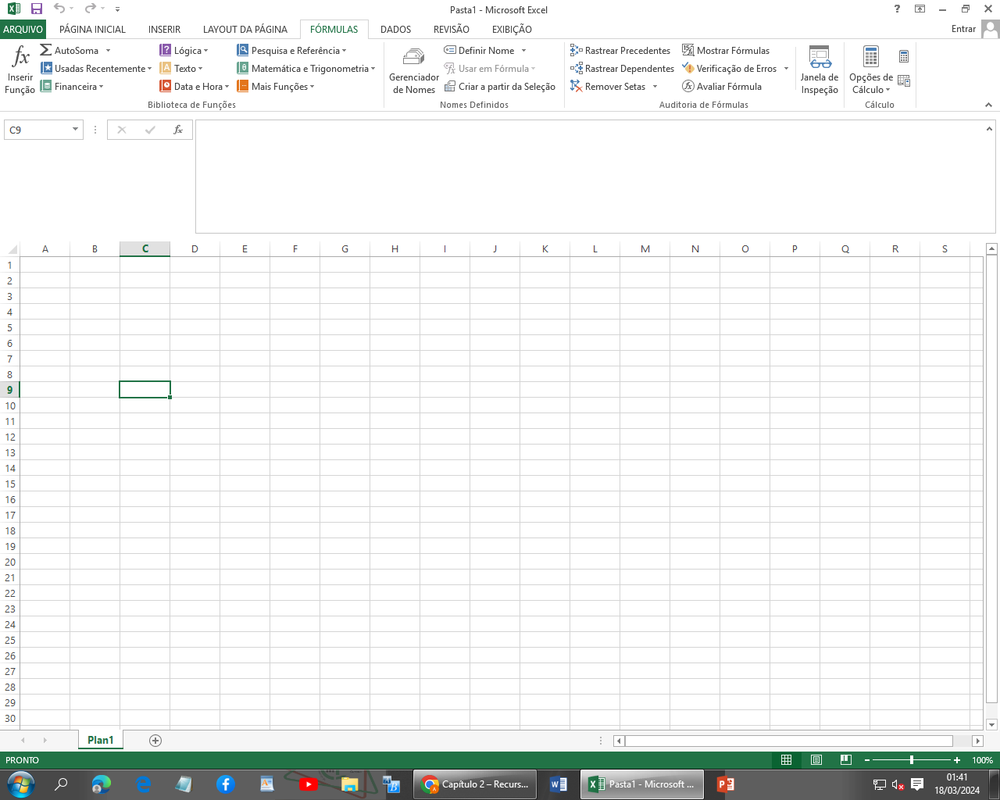 Pasta1 - Microsoft Excel
ARQUIVO PÁGINA INICIAL INSERIR LAYOUT DA PÁGINA FÓRMULAS DADOS REVISÃO EXIBIÇÃO Entrar
Inserir Função
AutoSoma
Usadas Recentemente
Financeira
Lógica
Texto
Data e Hora
Pesquisa e Referência
Matemática e Trigonometria
Mais Funções
Biblioteca de Funções
Gerenciador de Nomes
Definir Nome
Usar em Fórmula
Criar a partir da Seleção
Nomes Definidos
Rastrear Precedentes
Rastrear Dependentes
Remover Setas
Mostrar Fórmulas
Verificação de Erros
Avaliar Fórmula
Auditoria de Fórmulas
Janela de Inspeção
Opções de Cálculo
Cálculo
C9
A B C D E F G H I J K L M N O P Q R S
1
2
3
4
5
6
7
8
9
10
11
12
13
14
15
16
17
18
19
20
21
22
23
24
25
26
27
28
29
30
Plan1
PRONTO 100%
Capítulo 2 – Recurs...
Pasta1 - Microsoft ...
01:41
18/03/2024